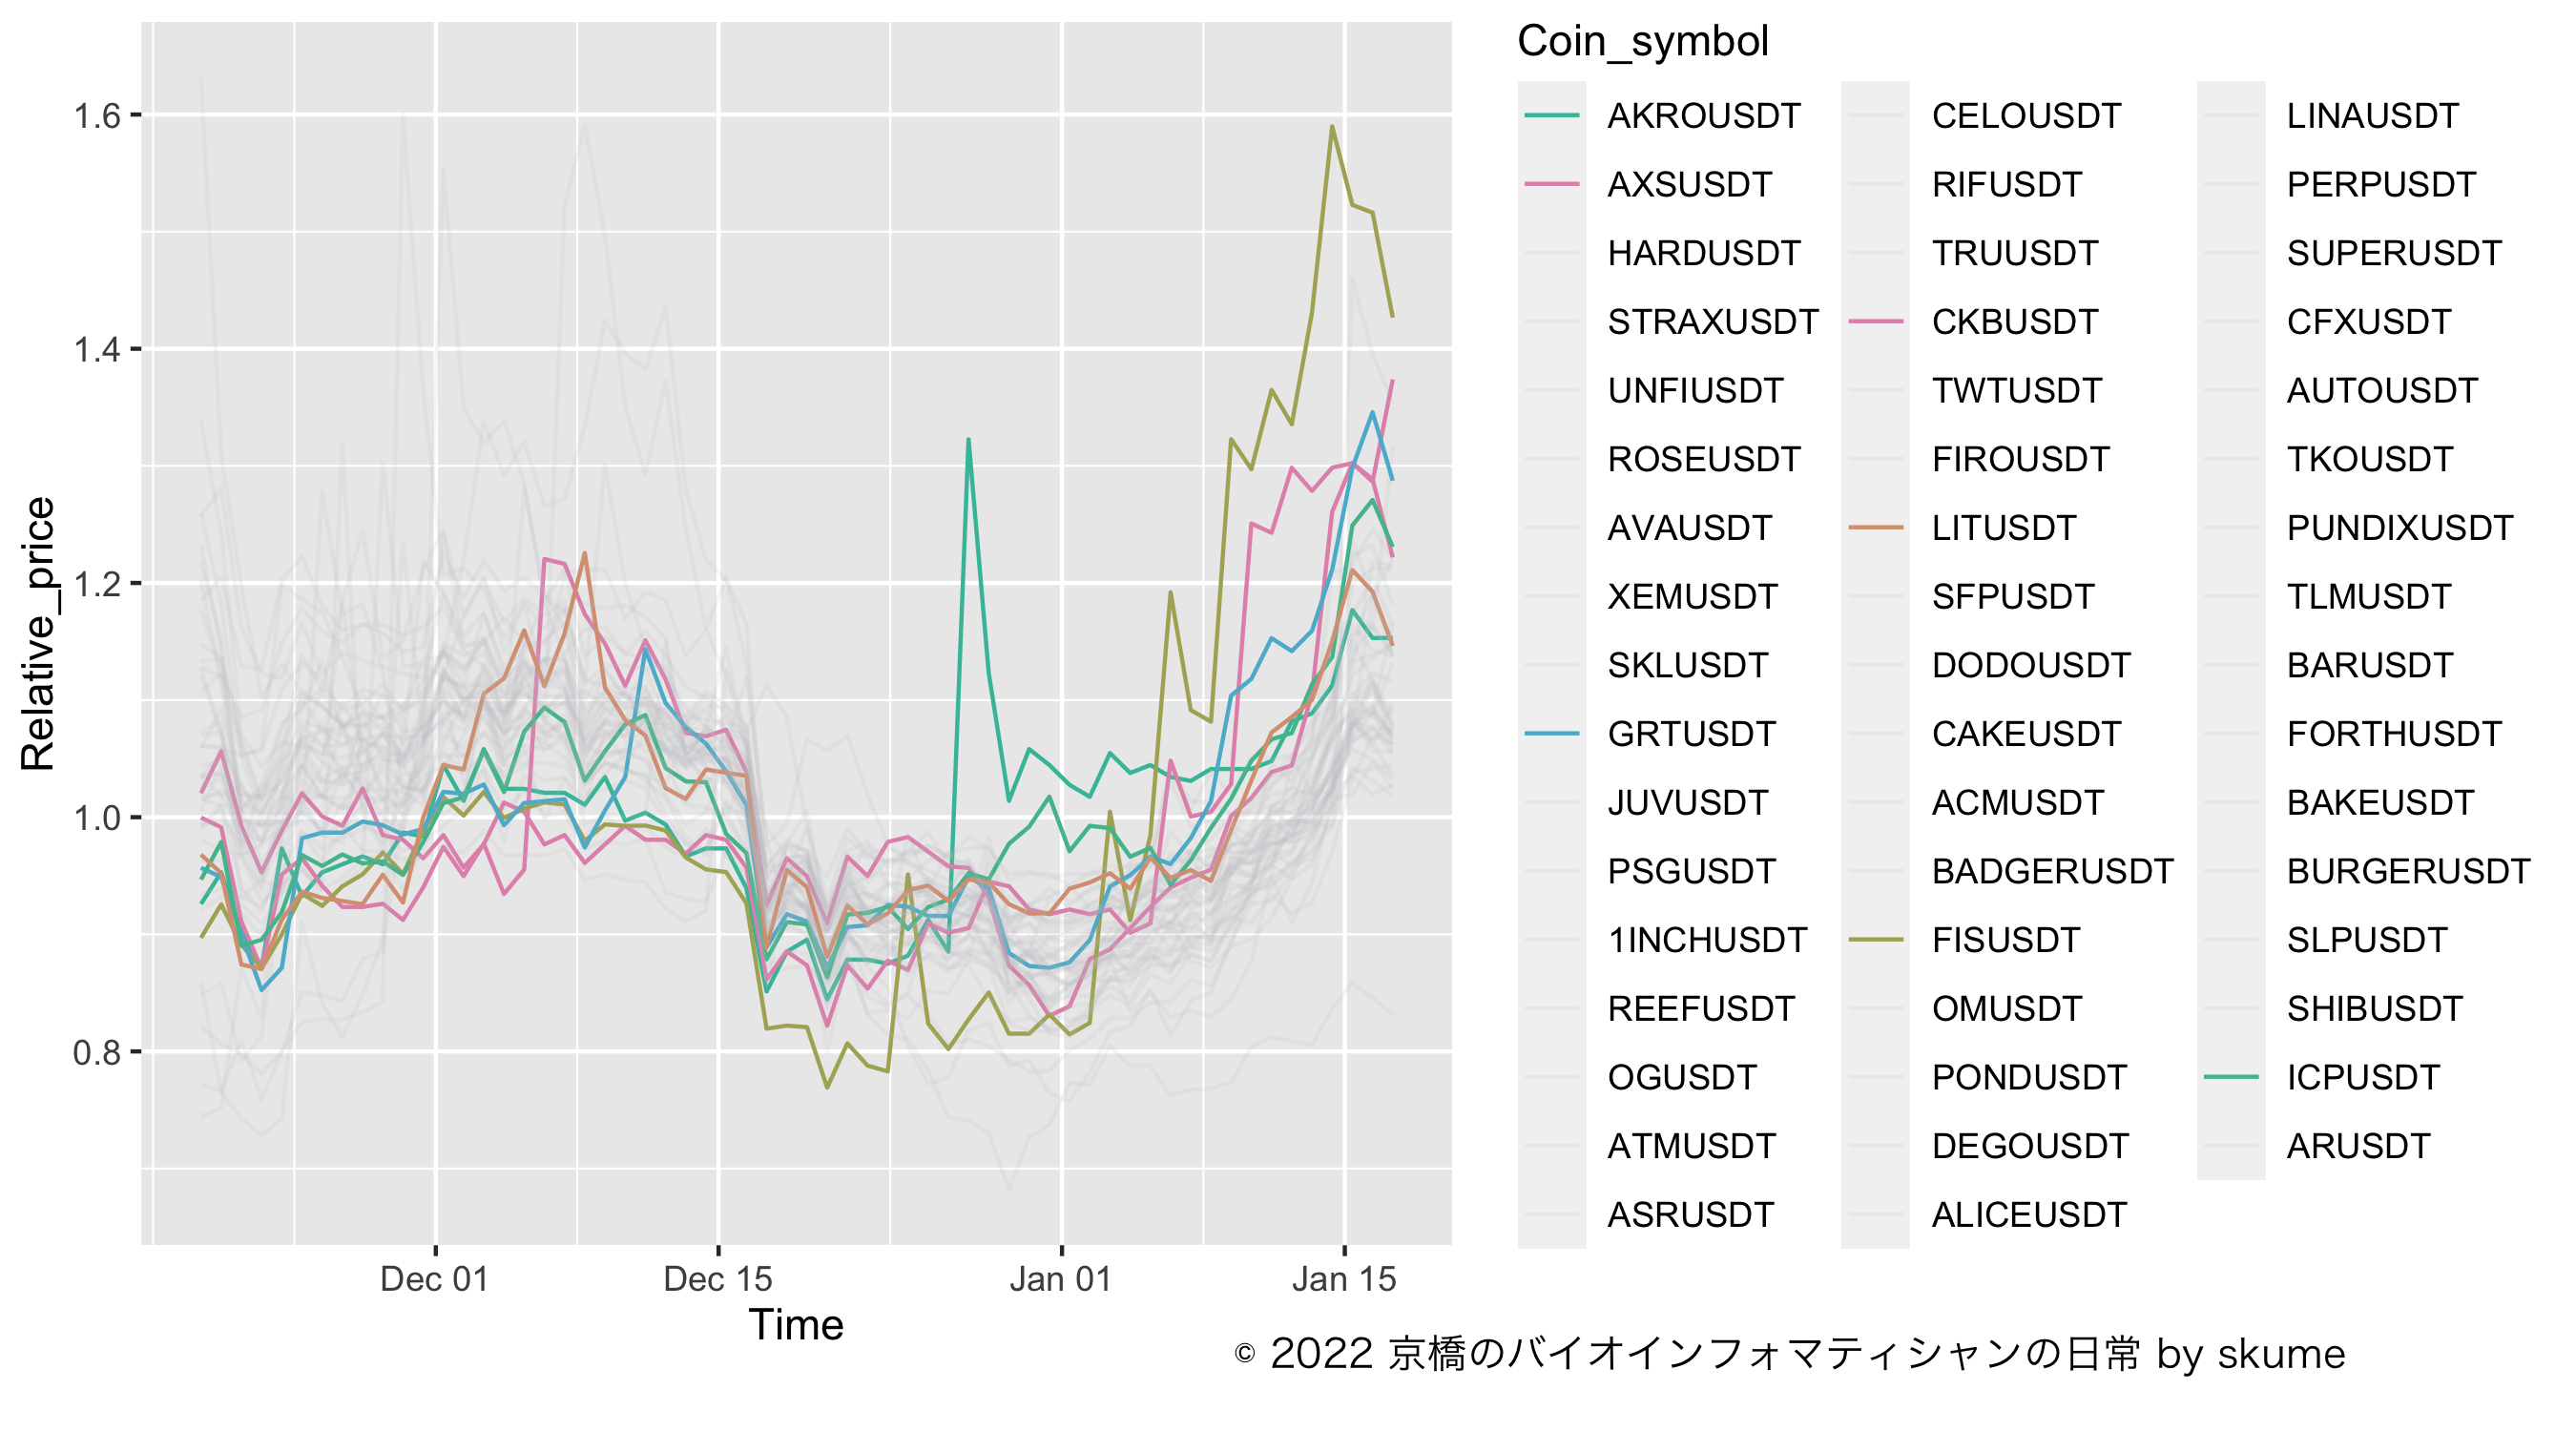 Coin_symbol
AKROUSDT
AXSUSDT
HARDUSDT
STRAXUSDT
UNFIUSDT
ROSEUSDT
AVAUSDT
XEMUSDT
SKLUSDT
GRTUSDT
JUVUSDT
PSGUSDT
1INCHUSDT
REEFUSDT
OGUSDT
ATMUSDT
ASRUSDT
CELOUSDT
RIFUSDT
TRUUSDT
CKBUSDT
TWTUSDT
FIROUSDT
LITUSDT
SFPUSDT
DODOUSDT
CAKEUSDT
ACMUSDT
BADGERUSDT
FISUSDT
OMUSDT
PONDUSDT
DEGOUSDT
ALICEUSDT
LINAUSDT
PERPUSDT
SUPERUSDT
CFXUSDT
AUTOUSDT
TKOUSDT
PUNDIXUSDT
TLMUSDT
BARUSDT
FORTHUSDT
BAKEUSDT
BURGERUSDT
SLPUSDT
SHIBUSDT
ICPUSDT
ARUSDT
Relative_price
1.6
1.4
1.2
1.0
0.8
Dec 01
Dec 15
Jan 01
Jan 15
Time
© 2022 京橋のバイオインフォマティシャンの日常 by skume